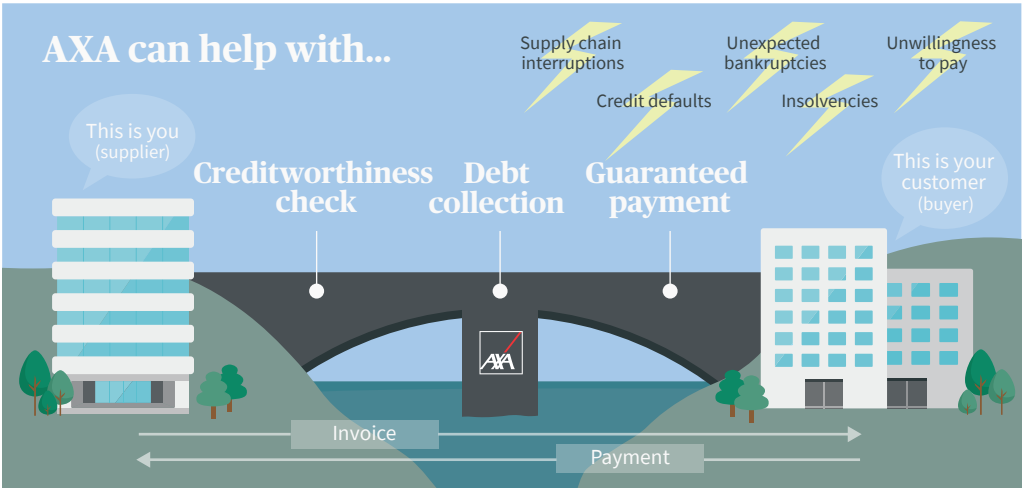 AXA can help with...
Supply chain
interruptions
Unexpected
bankruptcies
Unwillingness
to pay
Credit defaults
Insolvencies
This is you
(supplier)
This is your
customer
(buyer)
Creditworthiness
check
Debt
collection
Guaranteed
payment
AXA
Invoice
Payment